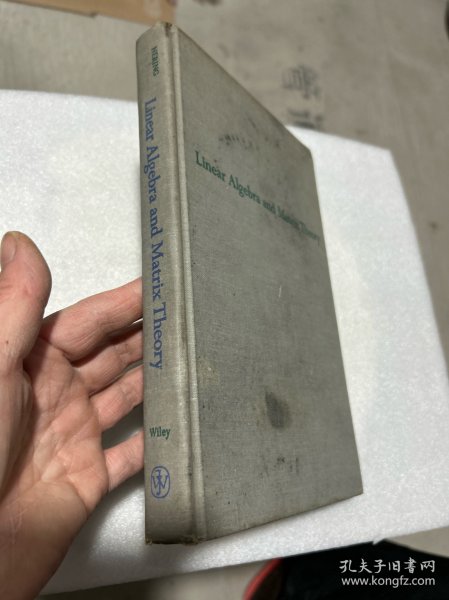 NERING
Linear Algebra and Matrix Theory
Wiley
Linear Algebra and Matrix Theory
孔夫子旧书网
www.kongfz.com